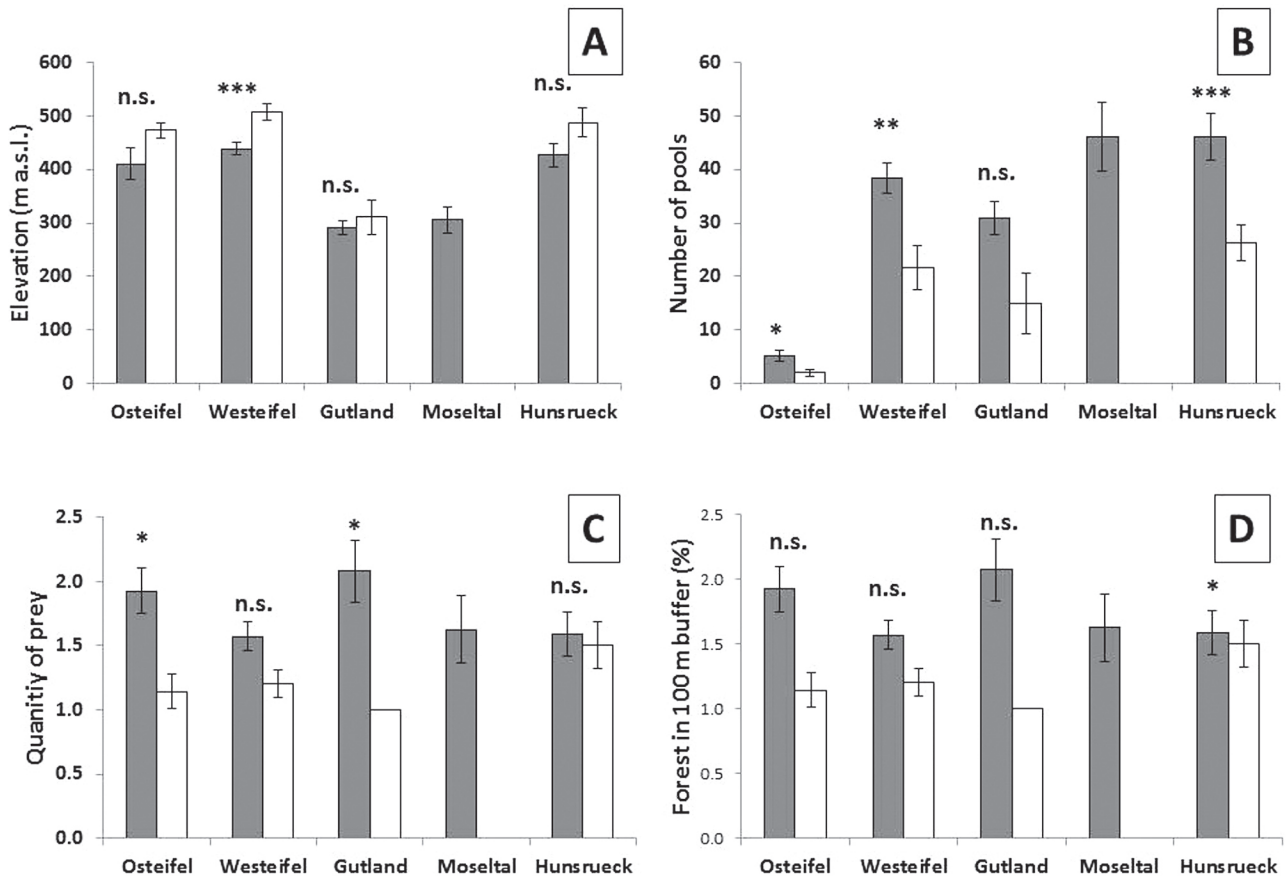 A
Elevation (m a.s.l.)
600
500
400
300
200
100
0
n.s.
***
n.s.
n.s.
Osteifel Westeifel Gutland Moseltal Hunsrueck
B
Number of pools
60
50
40
30
20
10
0
*
**
n.s.
***
Osteifel Westeifel Gutland Moseltal Hunsrueck
C
Quanitiy of prey
2.5
2.0
1.5
1.0
0.5
0.0
*
n.s.
*
n.s.
Osteifel Westeifel Gutland Moseltal Hunsrueck
D
Forest in 100 m buffer (%)
2.5
2.0
1.5
1.0
0.5
0.0
n.s.
n.s.
n.s.
*
Osteifel Westeifel Gutland Moseltal Hunsrueck